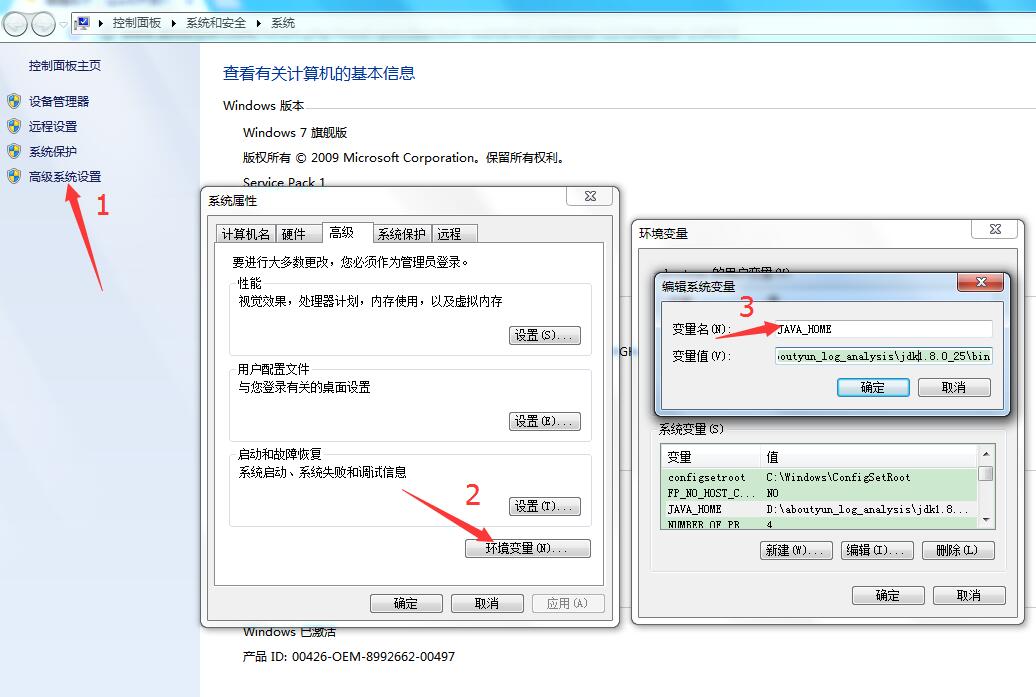 控制面板 系统和安全 系统
控制面板主页
设备管理器
远程设置
系统保护
高级系统设置
1
查看有关计算机的基本信息
Windows 版本
Windows 7 旗舰版
版权所有 © 2009 Microsoft Corporation。保留所有权利。
Service Pack 1
系统属性
计算机名 硬件 高级 系统保护 远程
要进行大多数更改，您必须作为管理员登录。
性能
视觉效果，处理器计划，内存使用，以及虚拟内存
设置(S)...
用户配置文件
与您登录有关的桌面设置
设置(E)...
启动和故障恢复
系统启动、系统失败和调试信息
2
设置(T)...
环境变量(N)...
确定 取消 应用(A)
环境变量
编辑系统变量
3
变量名(N): JAVA_HOME
变量值(V): outyun_log_analysis\jdk1.8.0_25\bin
确定 取消
系统变量(S)
变量 值
configsetroot C:\Windows\ConfigSetRoot
FP_NO_HOST_C... NO
JAVA_HOME D:\aboutyun_log_analysis\jdk1.8...
NUMBER_OF_PR 4
新建(W)... 编辑(I)... 删除(L)
确定 取消
Windows 已激活
产品 ID: 00426-OEM-8992662-00497